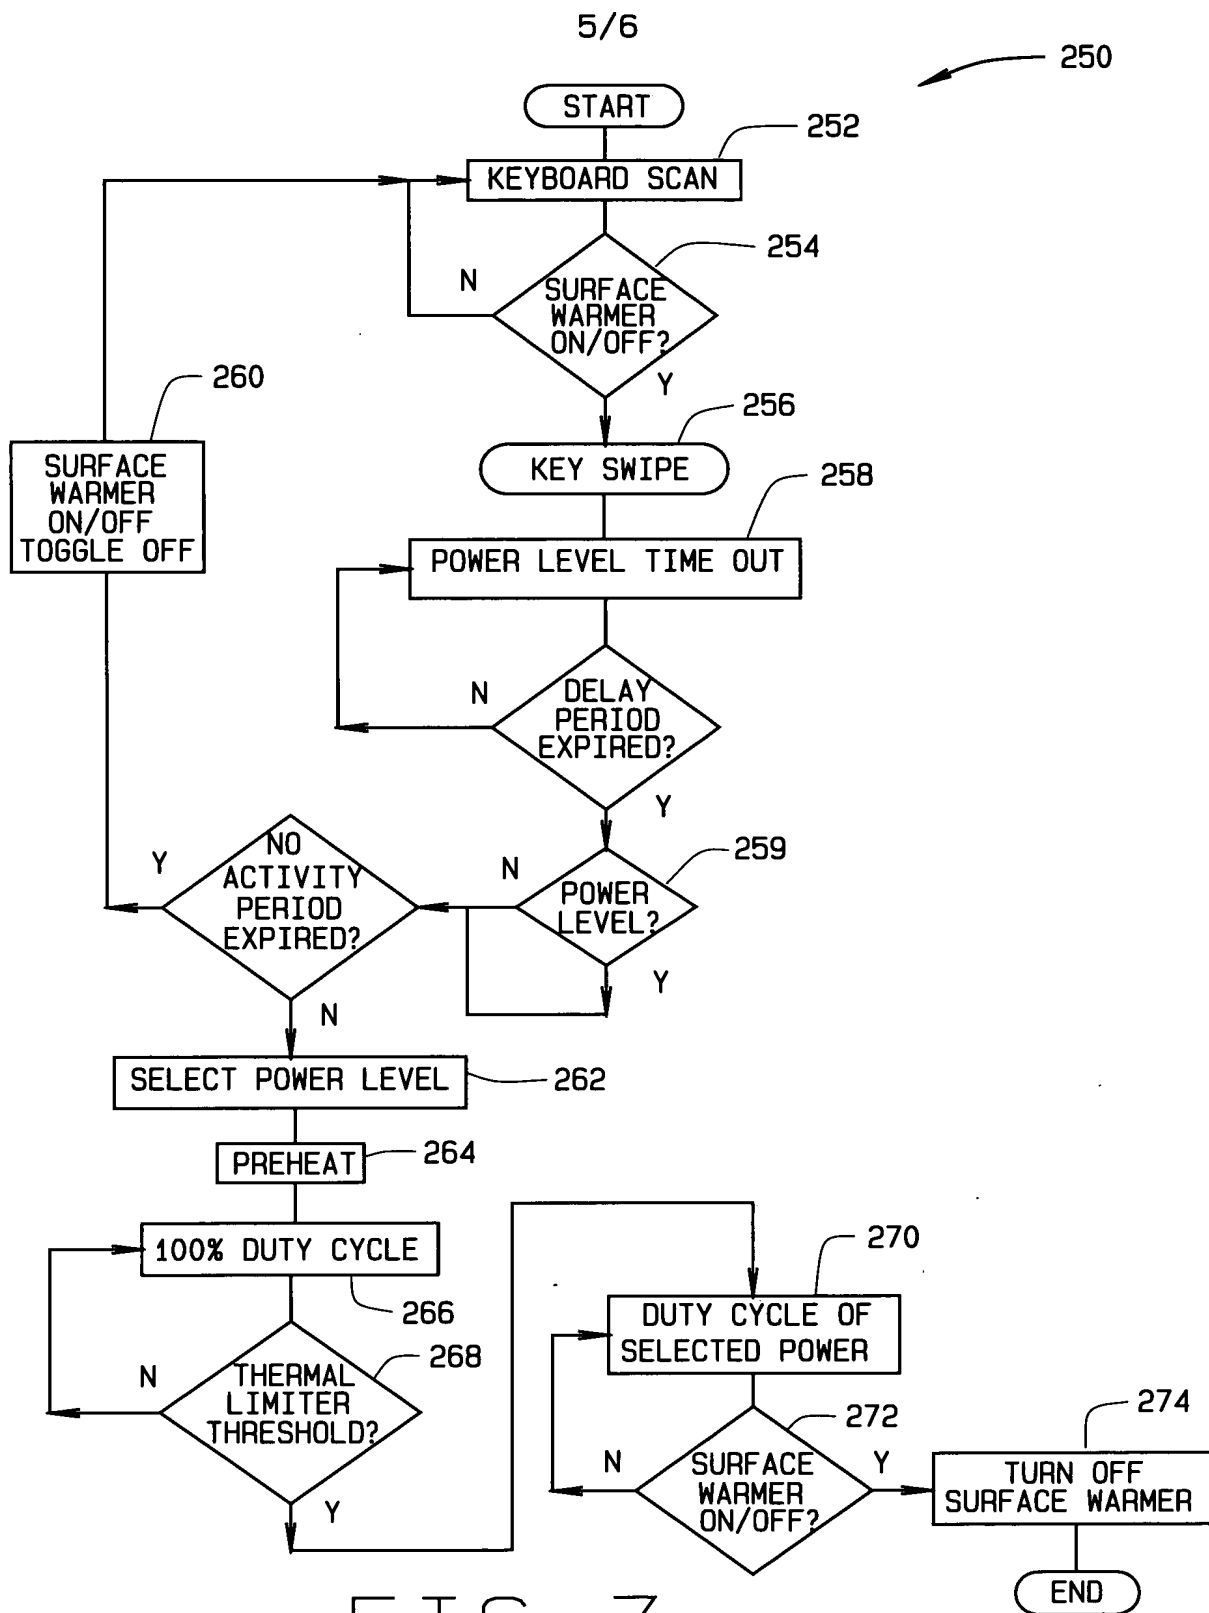 5/6
250
START
252
KEYBOARD SCAN
254
N
SURFACE
WARMER
ON/OFF?
Y
260
SURFACE
WARMER
ON/OFF
TOGGLE OFF
256
KEY SWIPE
258
POWER LEVEL TIME OUT
N
DELAY
PERIOD
EXPIRED?
Y
259
N
POWER
LEVEL?
Y
Y
NO
ACTIVITY
PERIOD
EXPIRED?
N
SELECT POWER LEVEL
262
PREHEAT
264
100% DUTY CYCLE
266
268
N
THERMAL
LIMITER
THRESHOLD?
Y
270
DUTY CYCLE OF
SELECTED POWER
272
N
SURFACE
WARMER
ON/OFF?
Y
274
TURN OFF
SURFACE WARMER
END
FIG. 7